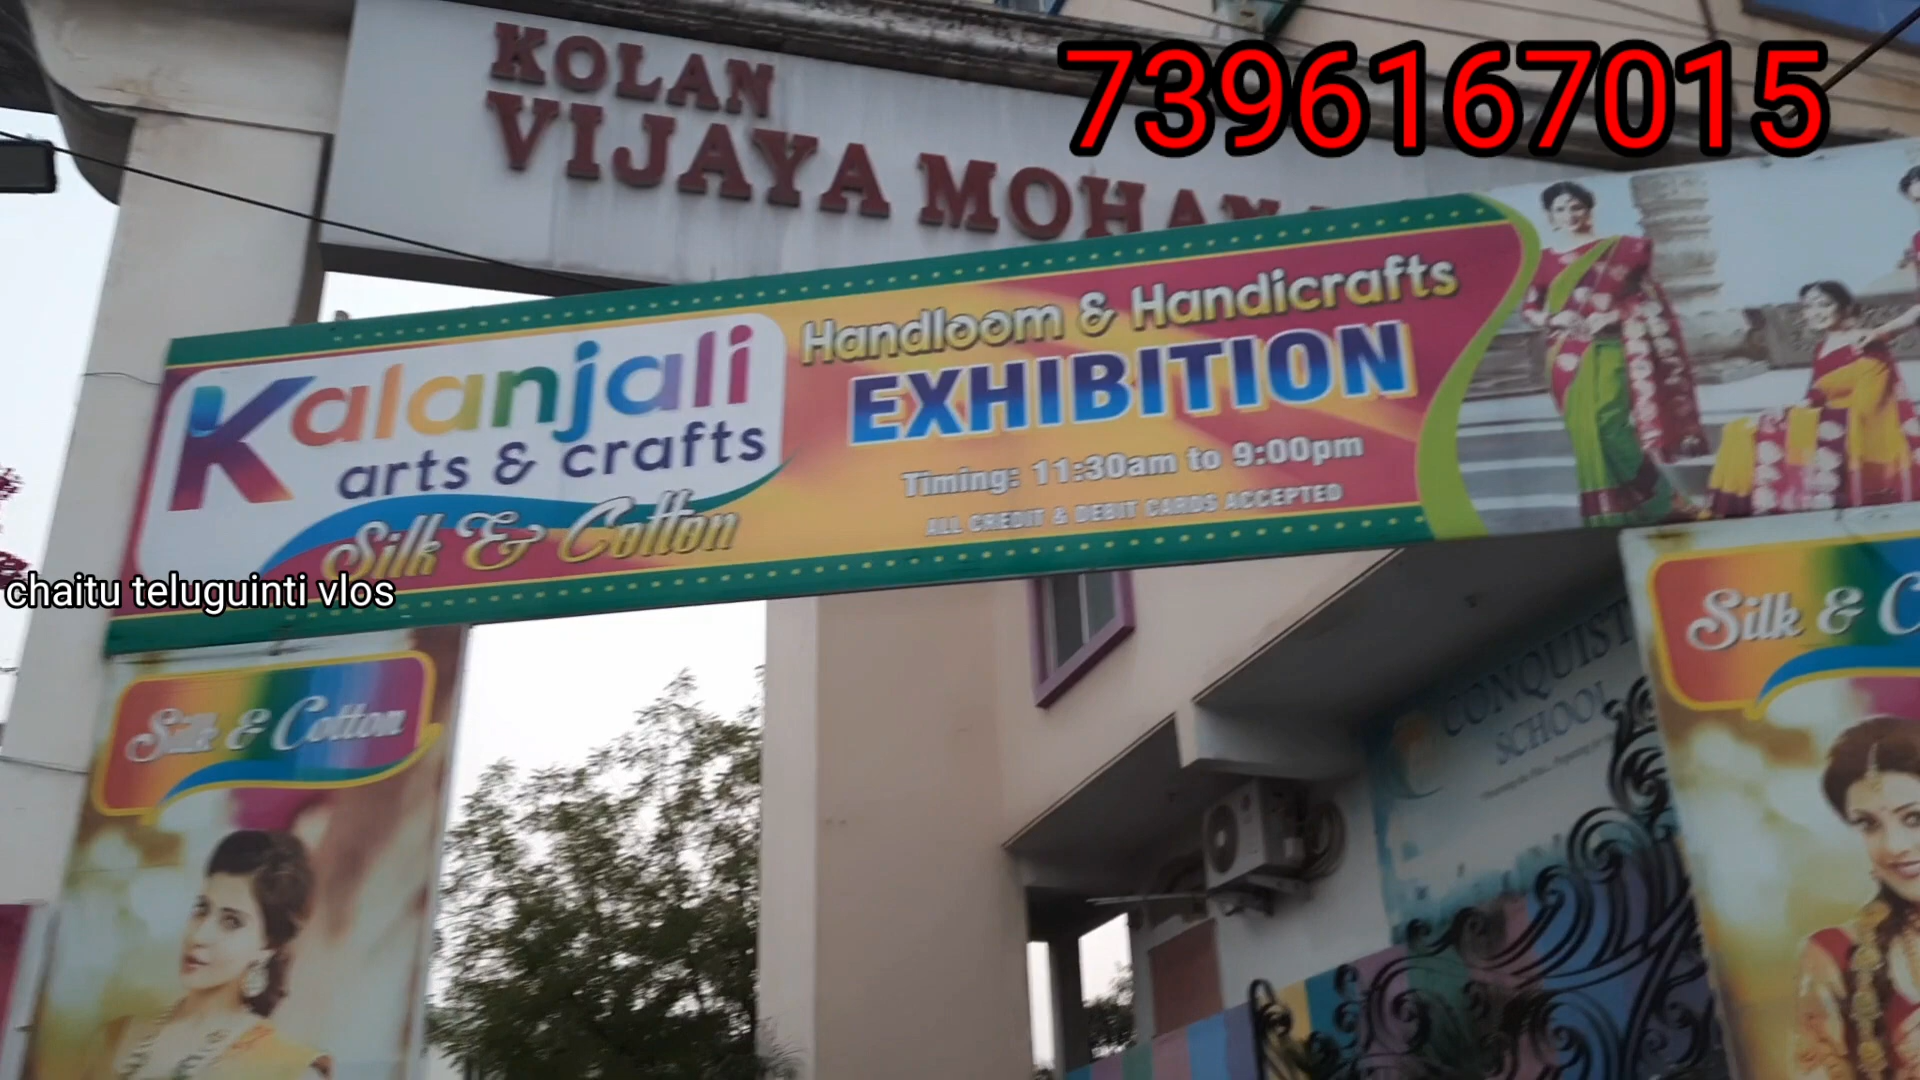 KOLAN
VIJAYA MOHAN
7396167015
Kalanjali
arts & crafts
Silk & Cotton
Handloom & Handicrafts
EXHIBITION
Timing: 11:30am to 9:00pm
ALL CREDIT & DEBIT CARDS ACCEPTED
chaitu teluguinti vlos
Silk & Cotton
CONQUIST
SCHOOL
Silk & C